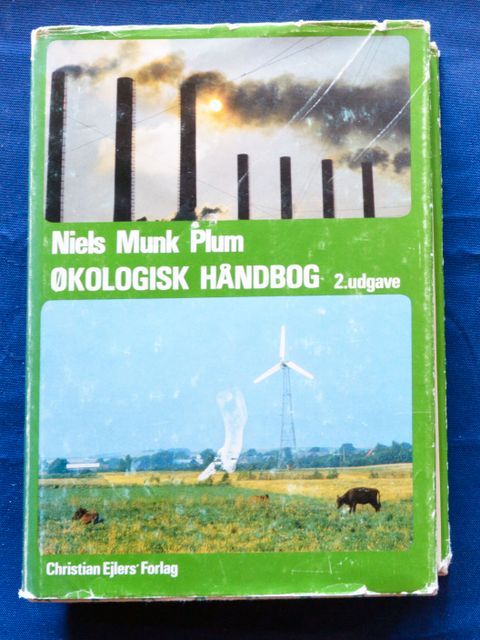 Niels Munk Plum
ØKOLOGISK HÅNDBOG 2.udgave
Christian Ejlers' Forlag